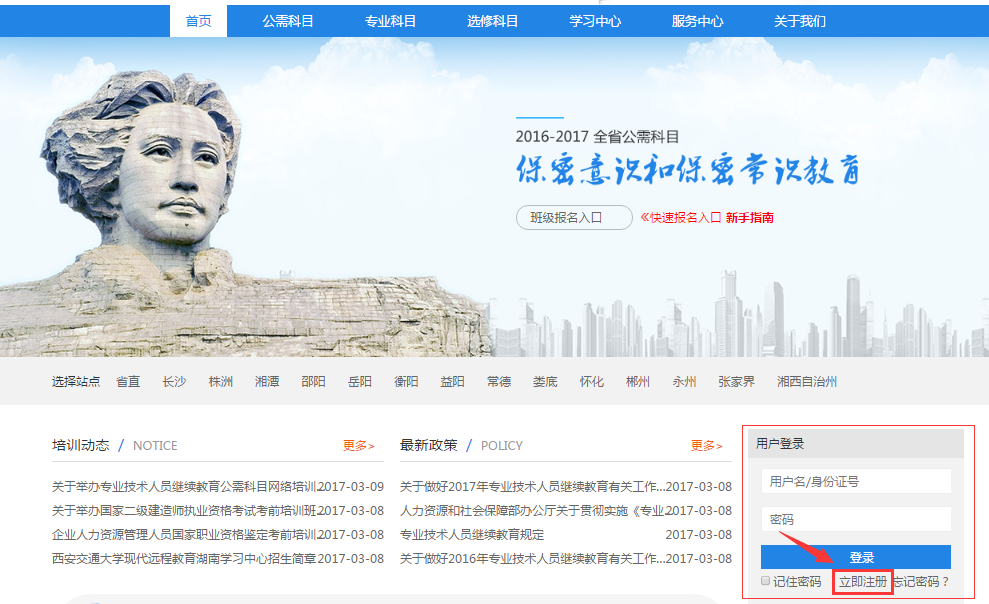 首页 公需科目 专业科目 选修科目 学习中心 服务中心 关于我们
2016-2017 全省公需科目
保密意识和保密常识教育
班级报名入口 《快速报名入口 新手指南
选择站点 省直 长沙 株洲 湘潭 邵阳 岳阳 衡阳 益阳 常德 娄底 怀化 郴州 永州 张家界 湘西自治州
培训动态 / NOTICE 更多>
关于举办专业技术人员继续教育公需科目网络培训...2017-03-09
关于举办国家二级建造师执业资格考试考前培训班...2017-03-08
企业人力资源管理人员国家职业资格鉴定考前培训...2017-03-08
西安交通大学现代远程教育湖南学习中心招生简章 2017-03-08
最新政策 / POLICY 更多>
关于做好2017年专业技术人员继续教育有关工作...2017-03-08
人力资源和社会保障部办公厅关于贯彻实施《专业...2017-03-08
专业技术人员继续教育规定 2017-03-08
关于做好2016年专业技术人员继续教育有关工作...2017-03-08
用户登录
用户名/身份证号
密码
登录
记住密码 立即注册 忘记密码？